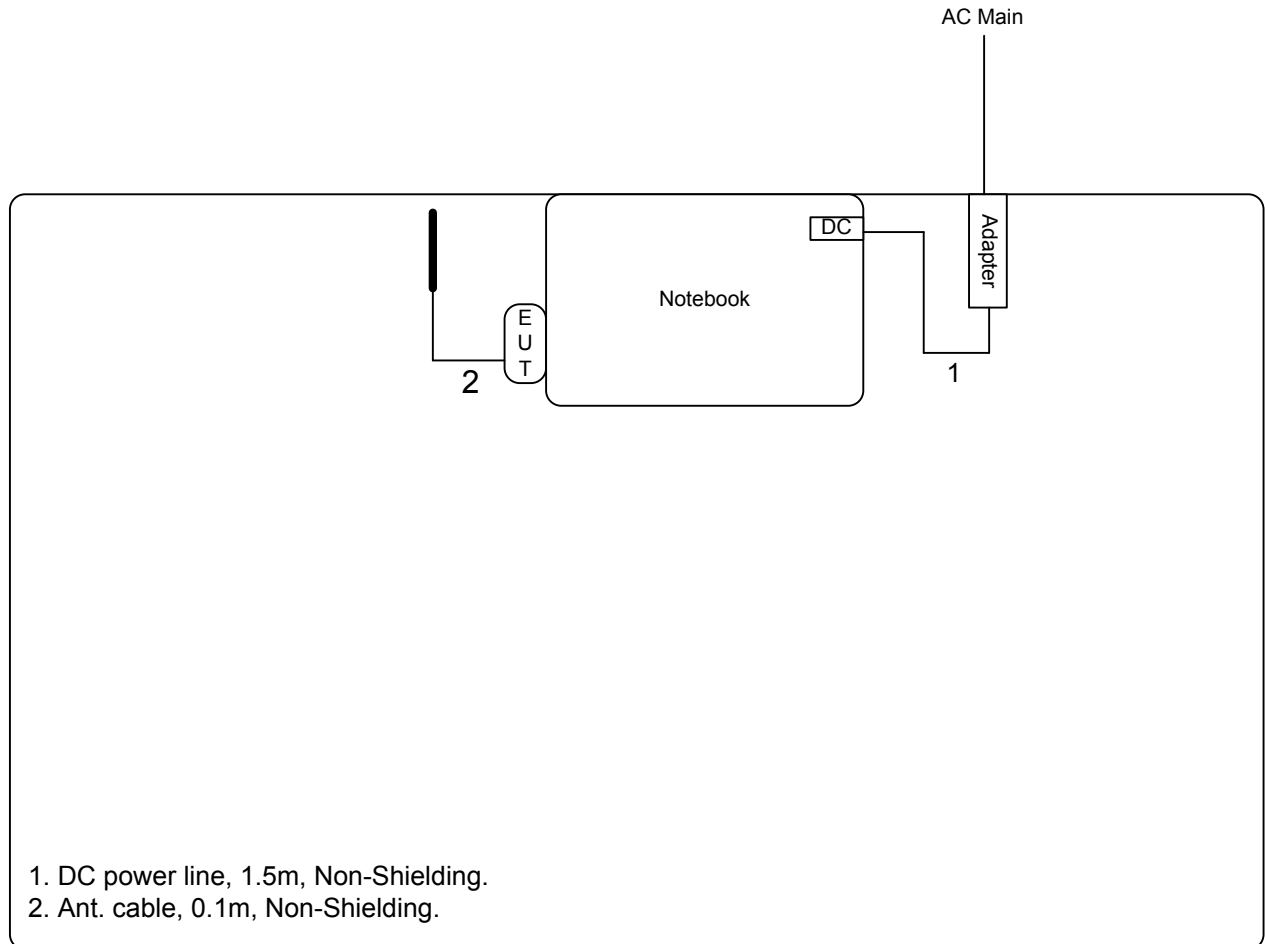 AC Main
Adapter
DC
Notebook
E
U
T
2
1
1. DC power line, 1.5m, Non-Shielding.
2. Ant. cable, 0.1m, Non-Shielding.